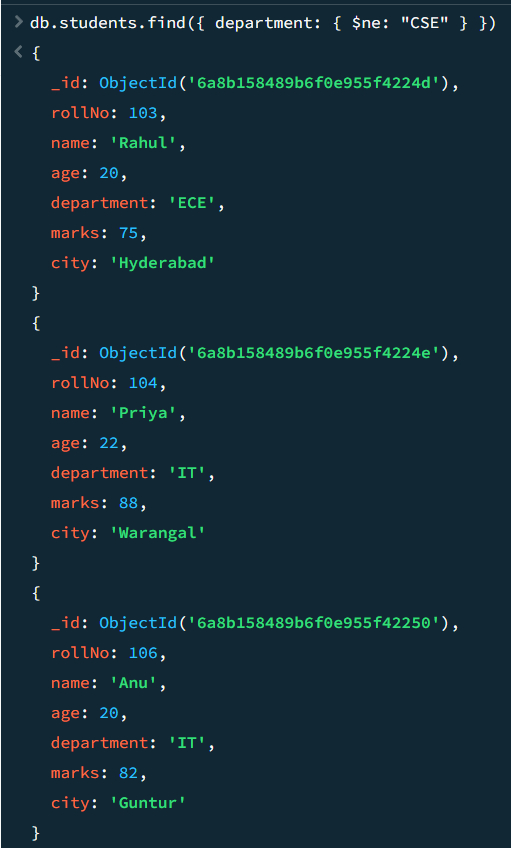 db.students.find({ department: { $ne: "CSE" } })
{
_id: ObjectId('6a8b158489b6f0e955f4224d'),
rollNo: 103,
name: 'Rahul',
age: 20,
department: 'ECE',
marks: 75,
city: 'Hyderabad'
}
{
_id: ObjectId('6a8b158489b6f0e955f4224e'),
rollNo: 104,
name: 'Priya',
age: 22,
department: 'IT',
marks: 88,
city: 'Warangal'
}
{
_id: ObjectId('6a8b158489b6f0e955f42250'),
rollNo: 106,
name: 'Anu',
age: 20,
department: 'IT',
marks: 82,
city: 'Guntur'
}